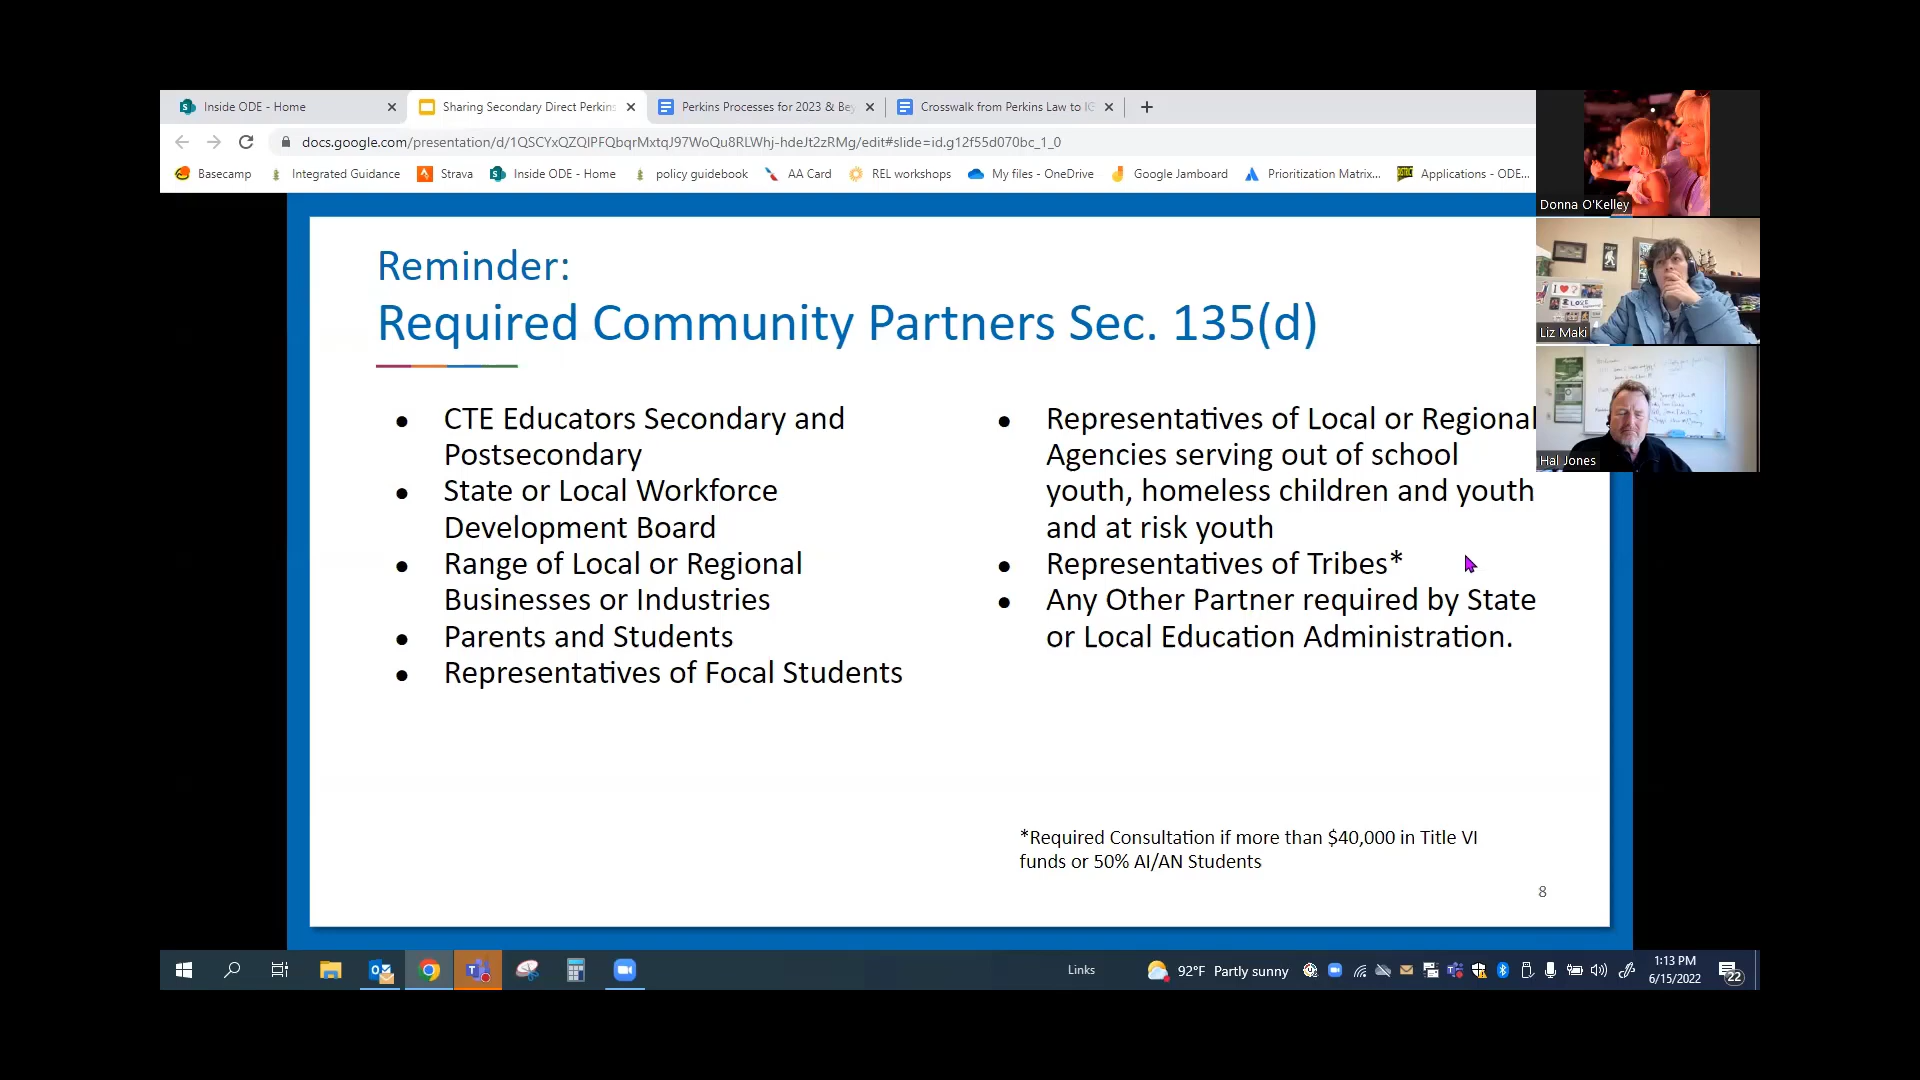 Inside ODE - Home
Sharing Secondary Direct Perkins
Perkins Processes for 2023 & Bey
Crosswalk from Perkins Law to IG
docs.google.com/presentation/d/1QSCYxQZQlPFQbqrMxtqJ97WoQu8RLWhj-hdeJt2zRMg/edit#slide=id.g12f55d070bc_1_0
Basecamp
Integrated Guidance
Strava
Inside ODE - Home
policy guidebook
AA Card
REL workshops
My files - OneDrive
Google Jamboard
Prioritization Matrix...
Applications - ODE...
Donna O'Kelley
Liz Maki
Hal Jones
Reminder:
Required Community Partners Sec. 135(d)
● CTE Educators Secondary and
Postsecondary
● State or Local Workforce
Development Board
● Range of Local or Regional
Businesses or Industries
● Parents and Students
● Representatives of Focal Students
● Representatives of Local or Regional
Agencies serving out of school
youth, homeless children and youth
and at risk youth
● Representatives of Tribes*
● Any Other Partner required by State
or Local Education Administration.
*Required Consultation if more than $40,000 in Title VI
funds or 50% AI/AN Students
8
Links
92°F Partly sunny
1:13 PM
6/15/2022
22